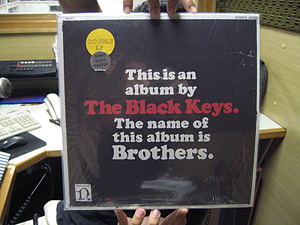 DOUBLE
LP
This is an
album by
The Black Keys.
The name of
this album is
Brothers.